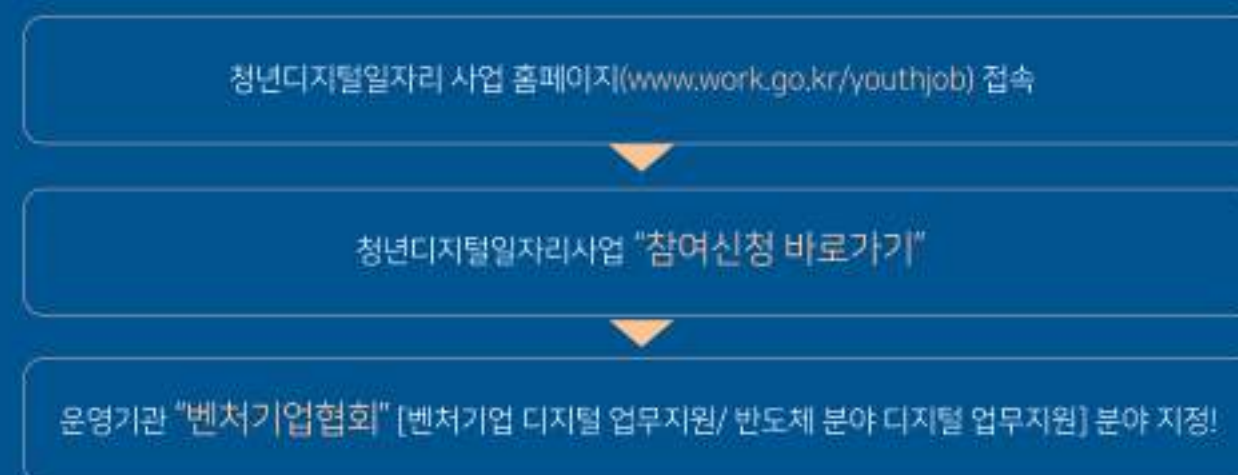 청년디지털일자리 사업 홈페이지(www.work.go.kr/youthjob) 접속
청년디지털일자리사업 "참여신청 바로가기"
운영기관 "벤처기업협회" [벤처기업 디지털 업무지원/ 반도체 분야 디지털 업무지원] 분야 지정!